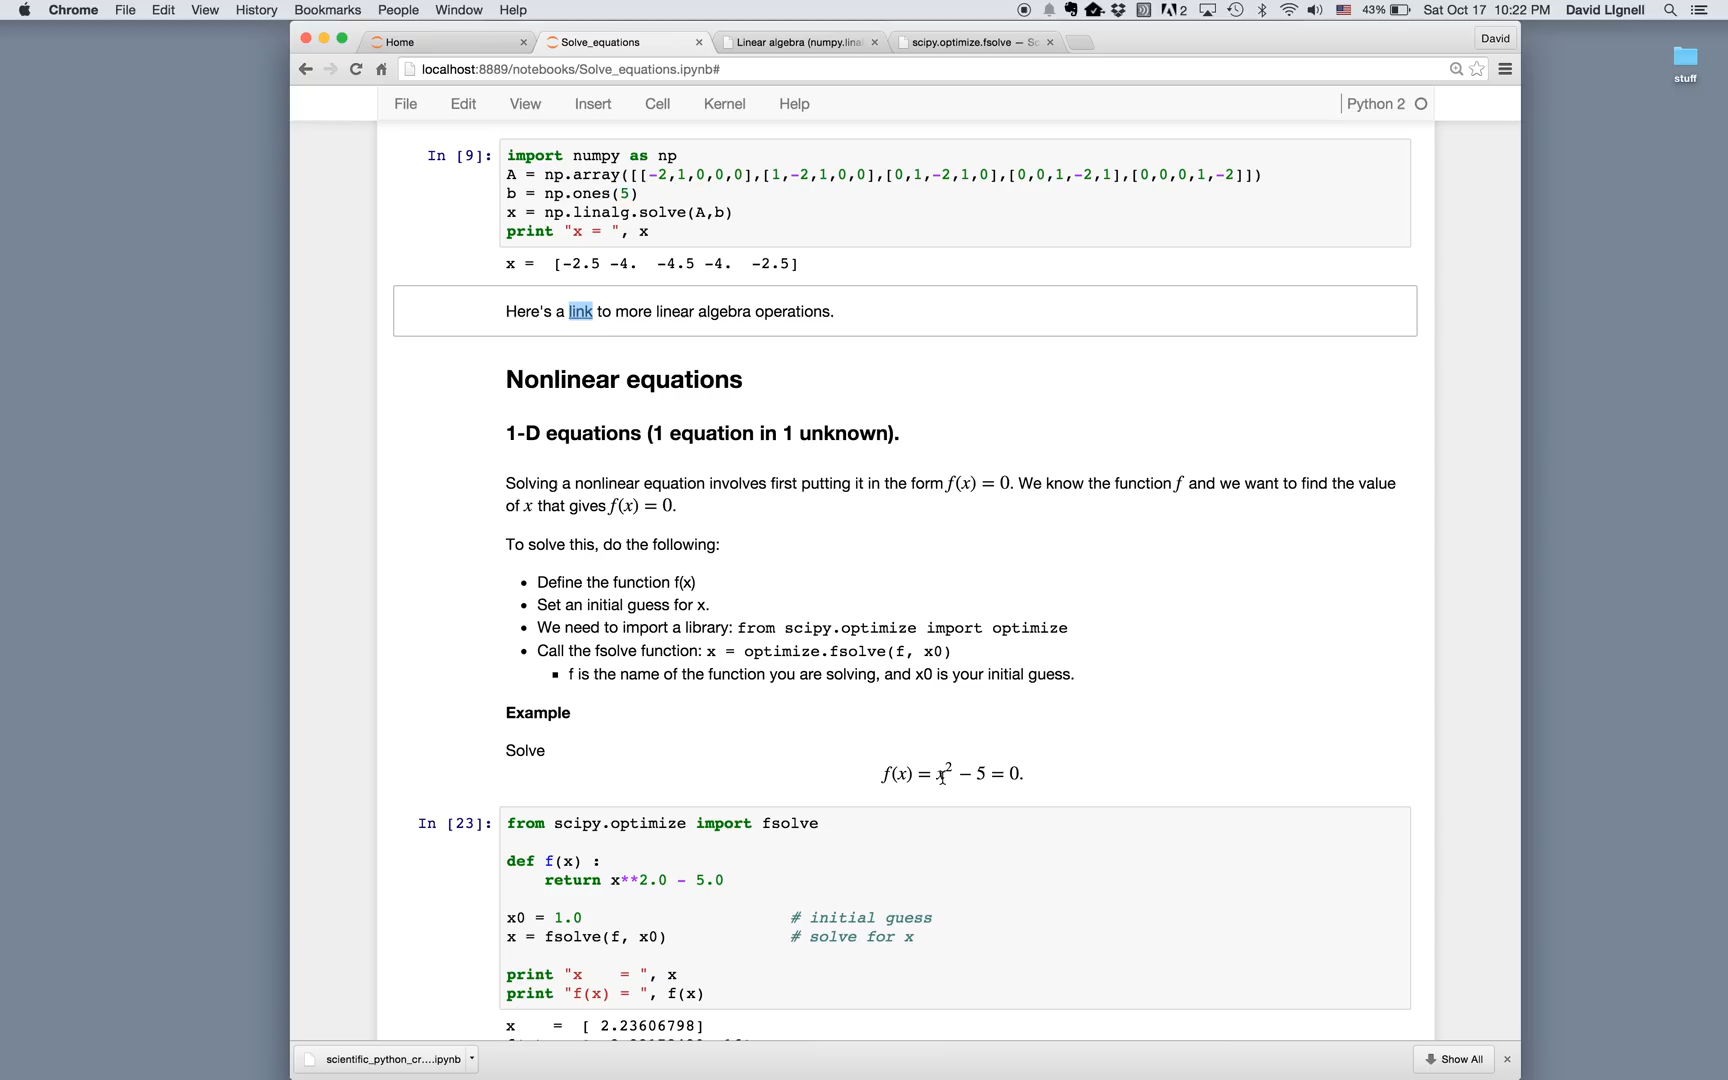 Chrome File Edit View History Bookmarks People Window Help 2 43% Sat Oct 17 10:22 PM David LIgnell
Home Solve_equations Linear algebra (numpy.lina scipy.optimize.fsolve — Sc David
localhost:8889/notebooks/Solve_equations.ipynb#
stuff
File Edit View Insert Cell Kernel Help Python 2
In [9]: import numpy as np
A = np.array([[-2,1,0,0,0],[1,-2,1,0,0],[0,1,-2,1,0],[0,0,1,-2,1],[0,0,0,1,-2]])
b = np.ones(5)
x = np.linalg.solve(A,b)
print "x = ", x
x = [-2.5 -4. -4.5 -4. -2.5]
Here's a link to more linear algebra operations.
Nonlinear equations
1-D equations (1 equation in 1 unknown).
Solving a nonlinear equation involves first putting it in the form f(x) = 0. We know the function f and we want to find the value
of x that gives f(x) = 0.
To solve this, do the following:
• Define the function f(x)
• Set an initial guess for x.
• We need to import a library: from scipy.optimize import optimize
• Call the fsolve function: x = optimize.fsolve(f, x0)
▪ f is the name of the function you are solving, and x0 is your initial guess.
Example
Solve
f(x) = x² − 5 = 0.
In [23]: from scipy.optimize import fsolve
def f(x) :
return x**2.0 - 5.0
x0 = 1.0 # initial guess
x = fsolve(f, x0) # solve for x
print "x = ", x
print "f(x) = ", f(x)
x = [ 2.23606798]
scientific_python_cr....ipynb Show All